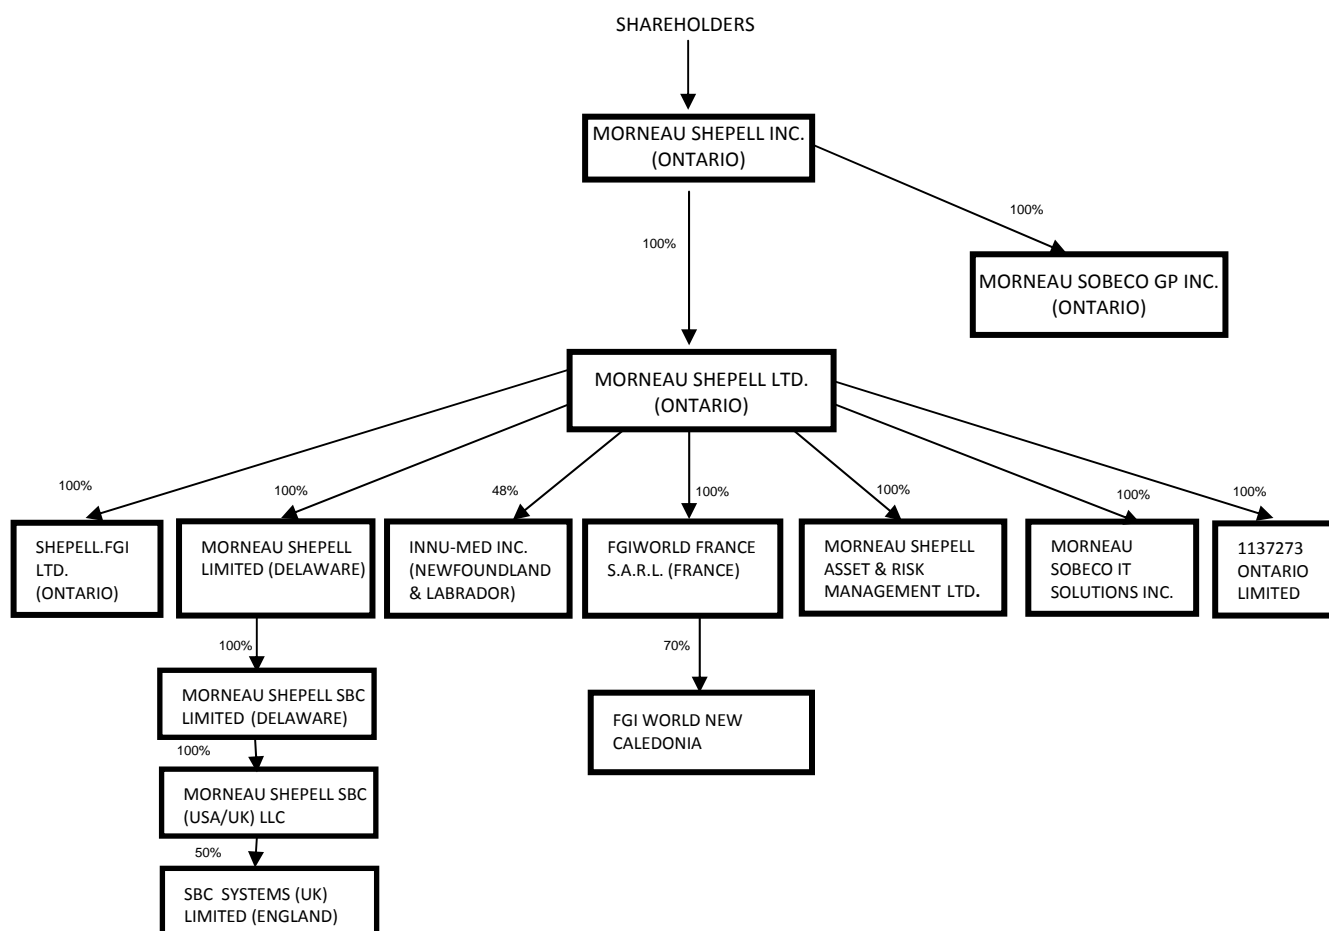 SHAREHOLDERS
MORNEAU SHEPELL INC.
(ONTARIO)
100%
100%
MORNEAU SOBECO GP INC.
(ONTARIO)
MORNEAU SHEPELL LTD.
(ONTARIO)
100%
100%
48%
100%
100%
100%
100%
SHEPELL.FGI
LTD.
(ONTARIO)
MORNEAU SHEPELL
LIMITED (DELAWARE)
INNU-MED INC.
(NEWFOUNDLAND
& LABRADOR)
FGIWORLD FRANCE
S.A.R.L. (FRANCE)
MORNEAU SHEPELL
ASSET & RISK
MANAGEMENT LTD.
MORNEAU
SOBECO IT
SOLUTIONS INC.
1137273
ONTARIO
LIMITED
100%
70%
MORNEAU SHEPELL SBC
LIMITED (DELAWARE)
FGI WORLD NEW
CALEDONIA
100%
MORNEAU SHEPELL SBC
(USA/UK) LLC
50%
SBC SYSTEMS (UK)
LIMITED (ENGLAND)